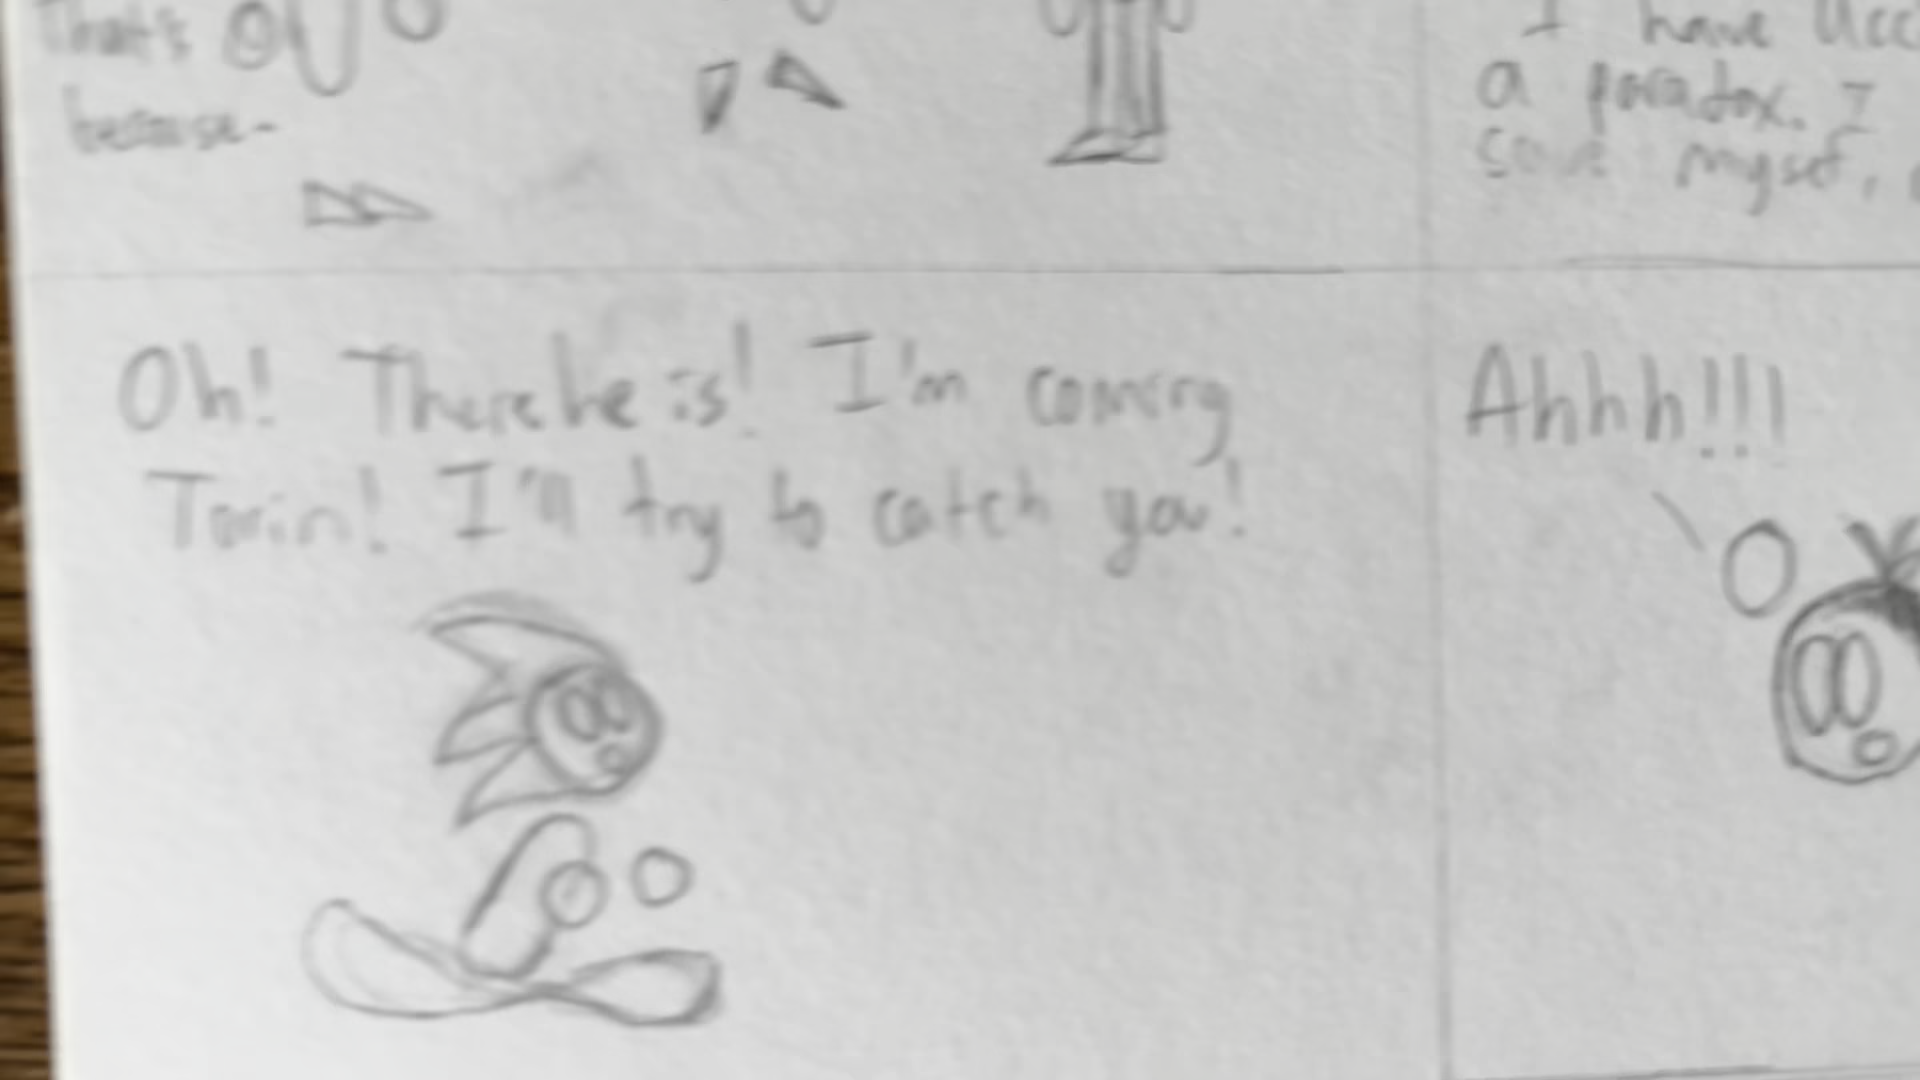 That's
because-
I have
a paradox. I
myself,
Oh! There he is! I'm coming
Torin! I'll try to catch you!
Ahhh!!!